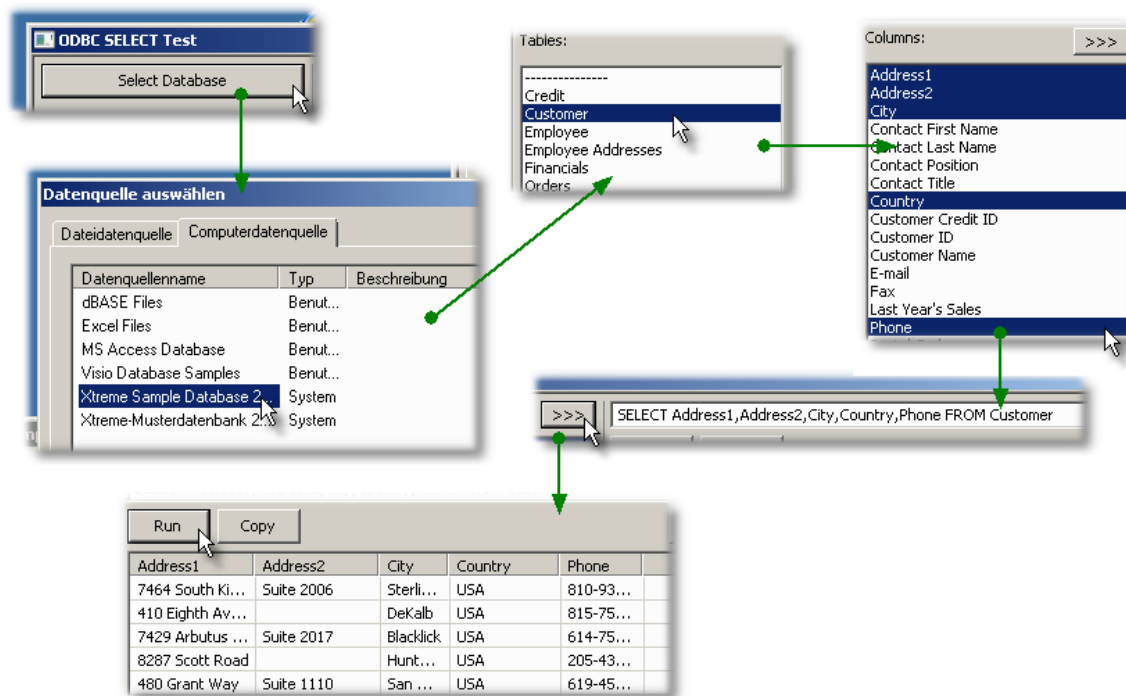 ODBC SELECT Test
Select Database
Datenquelle auswählen
Dateidatenquelle Computerdatenquelle
Datenquellenname Typ Beschreibung
dBASE Files Benut...
Excel Files Benut...
MS Access Database Benut...
Visio Database Samples Benut...
Xtreme Sample Database 2... System
Xtreme-Musterdatenbank 2... System
Tables:
---------------
Credit
Customer
Employee
Employee Addresses
Financials
Orders
Columns: >>>
Address1
Address2
City
Contact First Name
Contact Last Name
Contact Position
Contact Title
Country
Customer Credit ID
Customer ID
Customer Name
E-mail
Fax
Last Year's Sales
Phone
>>> SELECT Address1,Address2,City,Country,Phone FROM Customer
Run Copy
Address1 Address2 City Country Phone
7464 South Ki... Suite 2006 Sterli... USA 810-93...
410 Eighth Av... DeKalb USA 815-75...
7429 Arbutus ... Suite 2017 Blacklick USA 614-75...
8287 Scott Road Hunt... USA 205-43...
480 Grant Way Suite 1110 San ... USA 619-45...